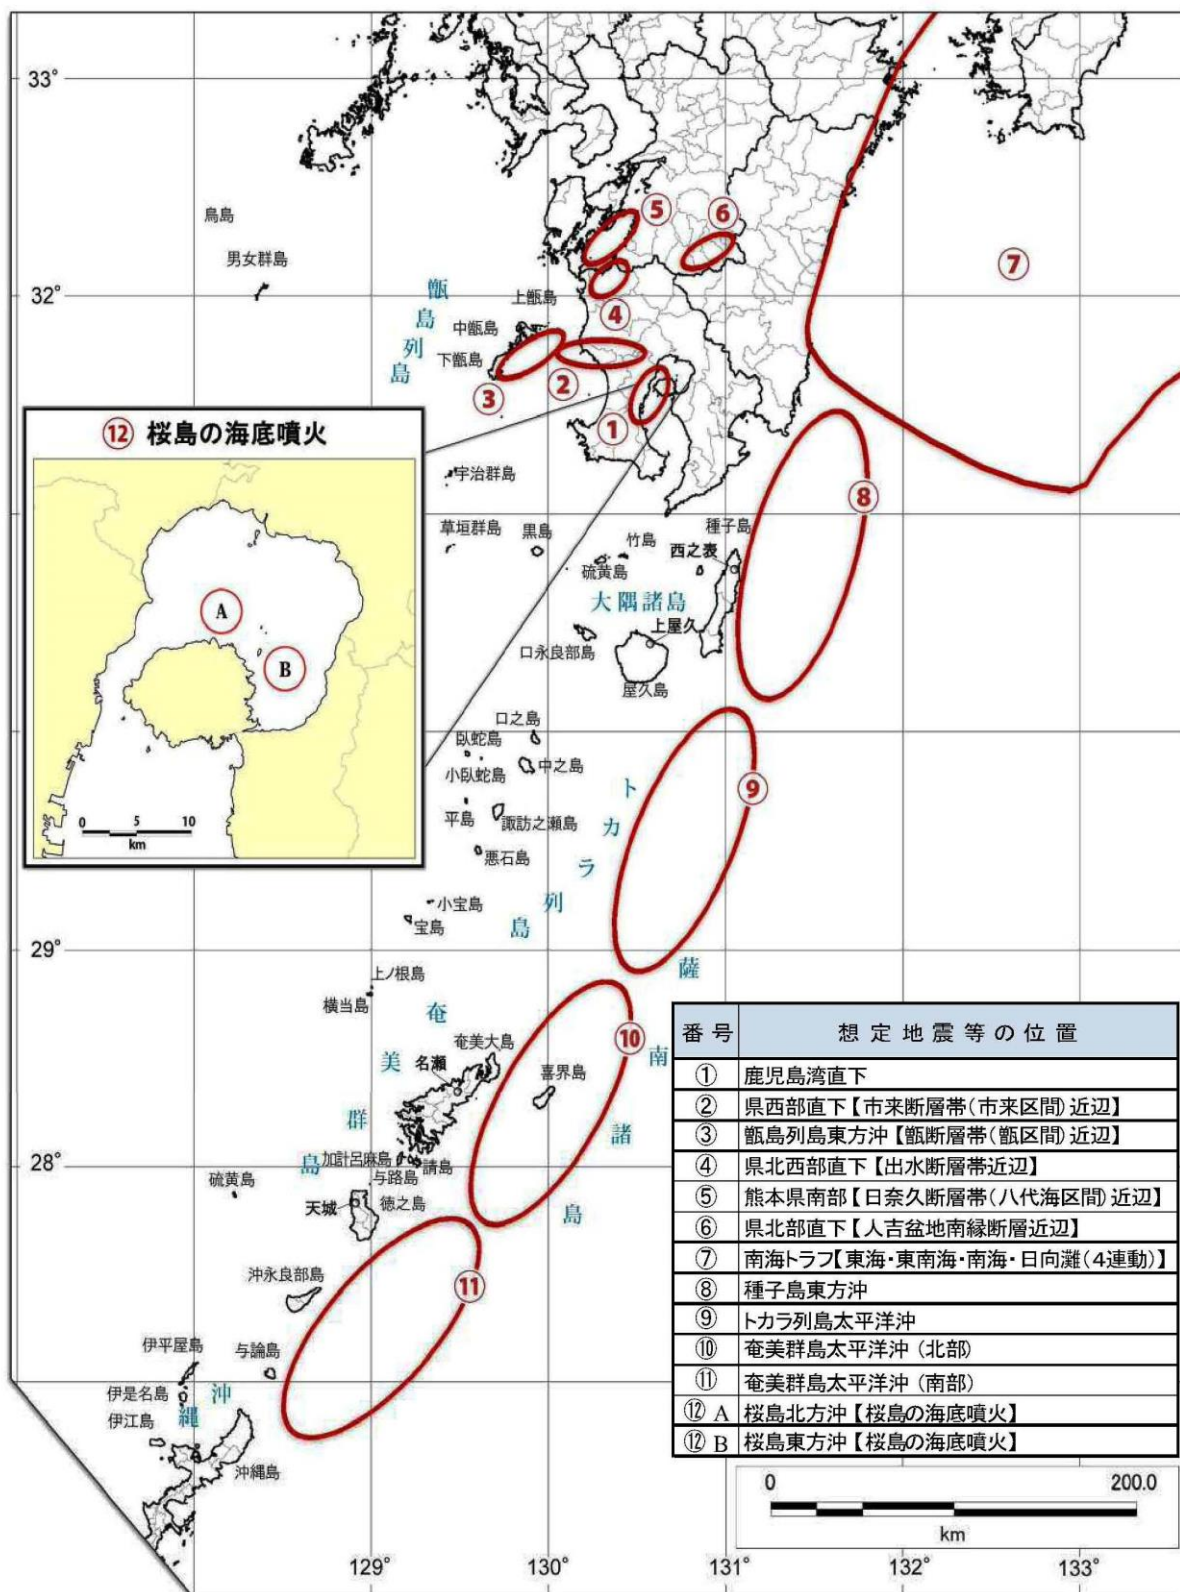 33°
32°
29°
28°
129°
130°
131°
132°
133°
鳥島
男女群島
甑島列島
上甑島
中甑島
下甑島
⑤
⑥
⑦
④
③
②
①
⑫ 桜島の海底噴火
A
B
0 5 10
km
宇治群島
草垣群島
黒島
竹島
硫黄島
種子島
西之表
大隅諸島
上屋久
口永良部島
屋久島
⑧
口之島
臥蛇島
小臥蛇島
中之島
平島
諏訪之瀬島
悪石島
小宝島
宝島
トカラ列島
⑨
薩南諸島
上ノ根島
横当島
奄美群島
奄美大島
名瀬
喜界島
⑩
加計呂麻島
請島
与路島
硫黄島
天城
徳之島
沖永良部島
⑪
伊平屋島
与論島
伊是名島
沖縄
伊江島
沖縄島
番号 想定地震等の位置
① 鹿児島湾直下
② 県西部直下【市来断層帯(市来区間)近辺】
③ 甑島列島東方沖【甑断層帯(甑区間)近辺】
④ 県北西部直下【出水断層帯近辺】
⑤ 熊本県南部【日奈久断層帯(八代海区間)近辺】
⑥ 県北部直下【人吉盆地南縁断層近辺】
⑦ 南海トラフ【東海・東南海・南海・日向灘(4連動)】
⑧ 種子島東方沖
⑨ トカラ列島太平洋沖
⑩ 奄美群島太平洋沖(北部)
⑪ 奄美群島太平洋沖(南部)
⑫ A 桜島北方沖【桜島の海底噴火】
⑫ B 桜島東方沖【桜島の海底噴火】
0 200.0
km